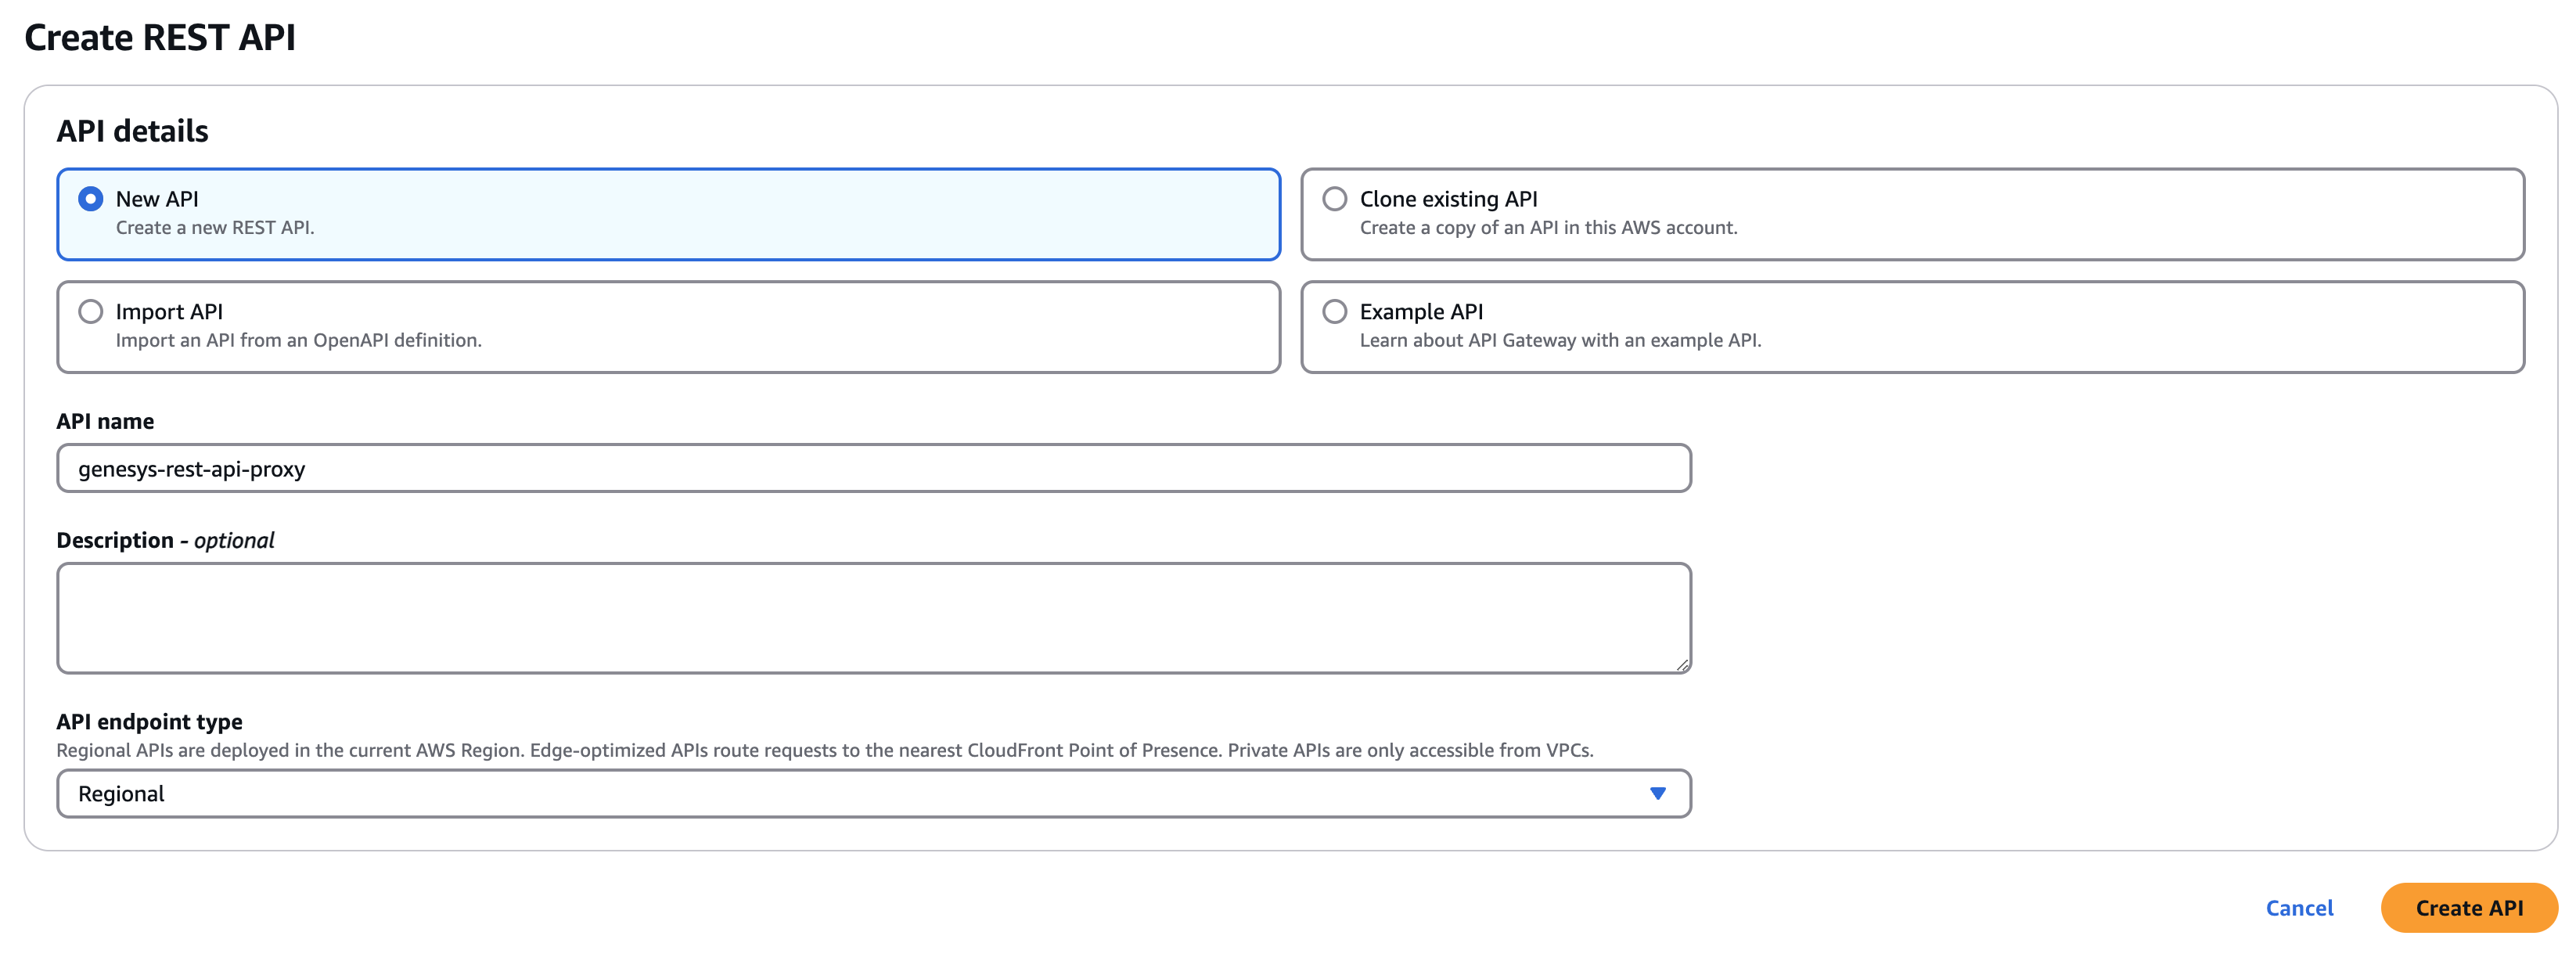 Create REST API
API details
New API
Create a new REST API.
Clone existing API
Create a copy of an API in this AWS account.
Import API
Import an API from an OpenAPI definition.
Example API
Learn about API Gateway with an example API.
API name
genesys-rest-api-proxy
Description - optional
API endpoint type
Regional APIs are deployed in the current AWS Region. Edge-optimized APIs route requests to the nearest CloudFront Point of Presence. Private APIs are only accessible from VPCs.
Regional
Cancel
Create API